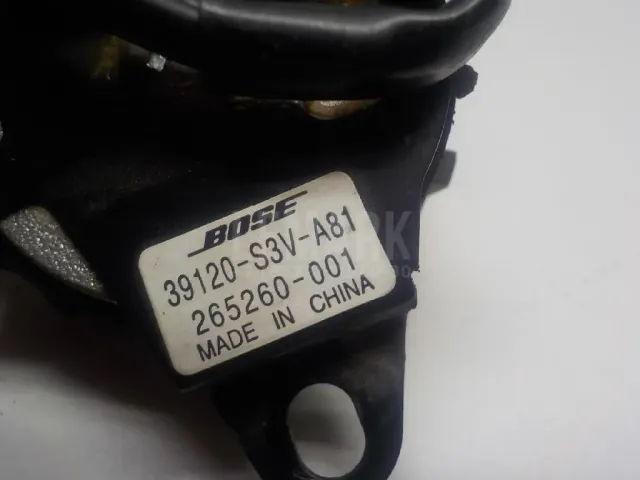 BOSE
39120-S3V-A81
265260-001
MADE IN CHINA